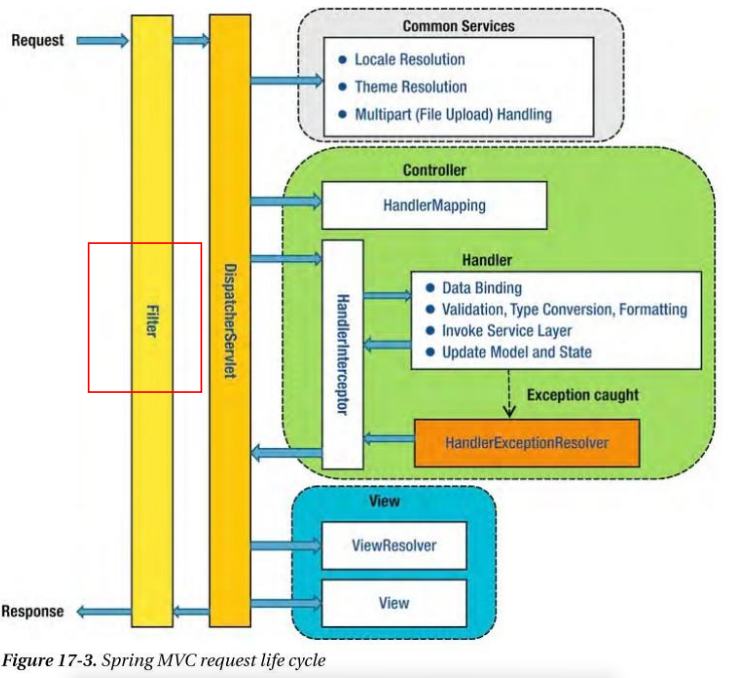 Common Services
Request
Locale Resolution
Theme Resolution
Multipart (File Upload) Handling
Controller
HandlerMapping
Filter
DispatcherServlet
HandlerInterceptor
Handler
Data Binding
Validation, Type Conversion, Formatting
Invoke Service Layer
Update Model and State
Exception caught
HandlerExceptionResolver
View
ViewResolver
View
Response
Figure 17-3. Spring MVC request life cycle